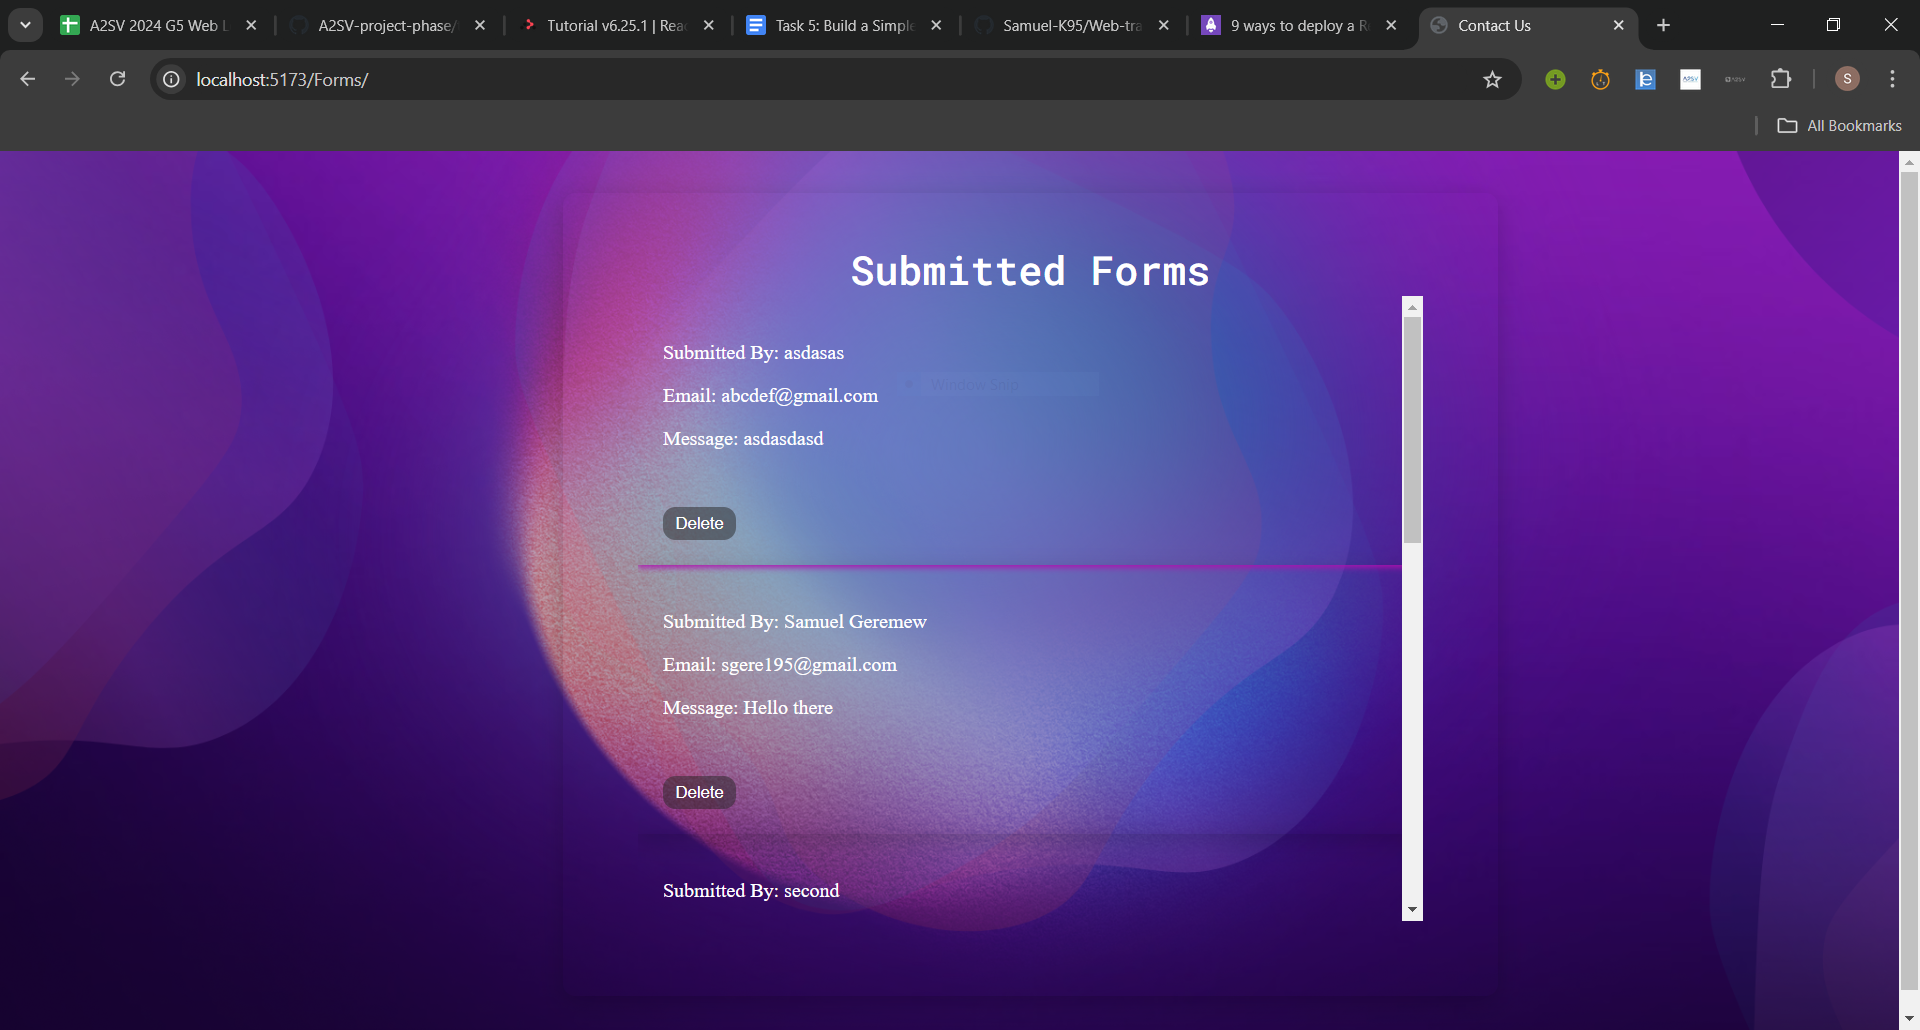 A2SV 2024 G5 Web L
A2SV-project-phase/
Tutorial v6.25.1 | Rea
Task 5: Build a Simple
Samuel-K95/Web-tra
9 ways to deploy a R
Contact Us
localhost:5173/Forms/
S
All Bookmarks
Submitted Forms
Submitted By: asdasas
Window Snip
Email: abcdef@gmail.com
Message: asdasdasd
Delete
Submitted By: Samuel Geremew
Email: sgere195@gmail.com
Message: Hello there
Delete
Submitted By: second